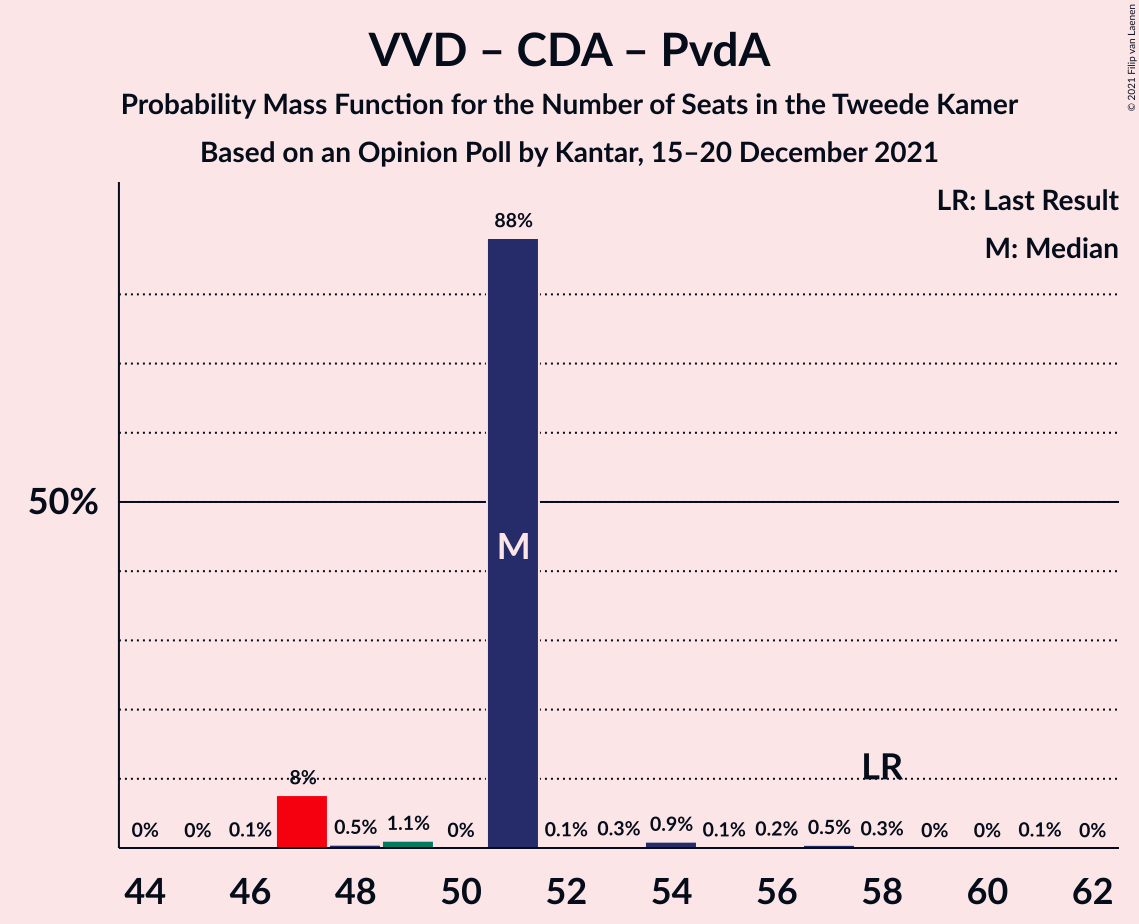 © 2021 Filip van Laenen
VVD – CDA – PvdA
Probability Mass Function for the Number of Seats in the Tweede Kamer
Based on an Opinion Poll by Kantar, 15–20 December 2021
LR: Last Result
M: Median
88%
50%
M
LR
8%
0% 0% 0.1% 0.5% 1.1% 0% 0.1% 0.3% 0.9% 0.1% 0.2% 0.5% 0.3% 0% 0% 0.1% 0%
44 46 48 50 52 54 56 58 60 62